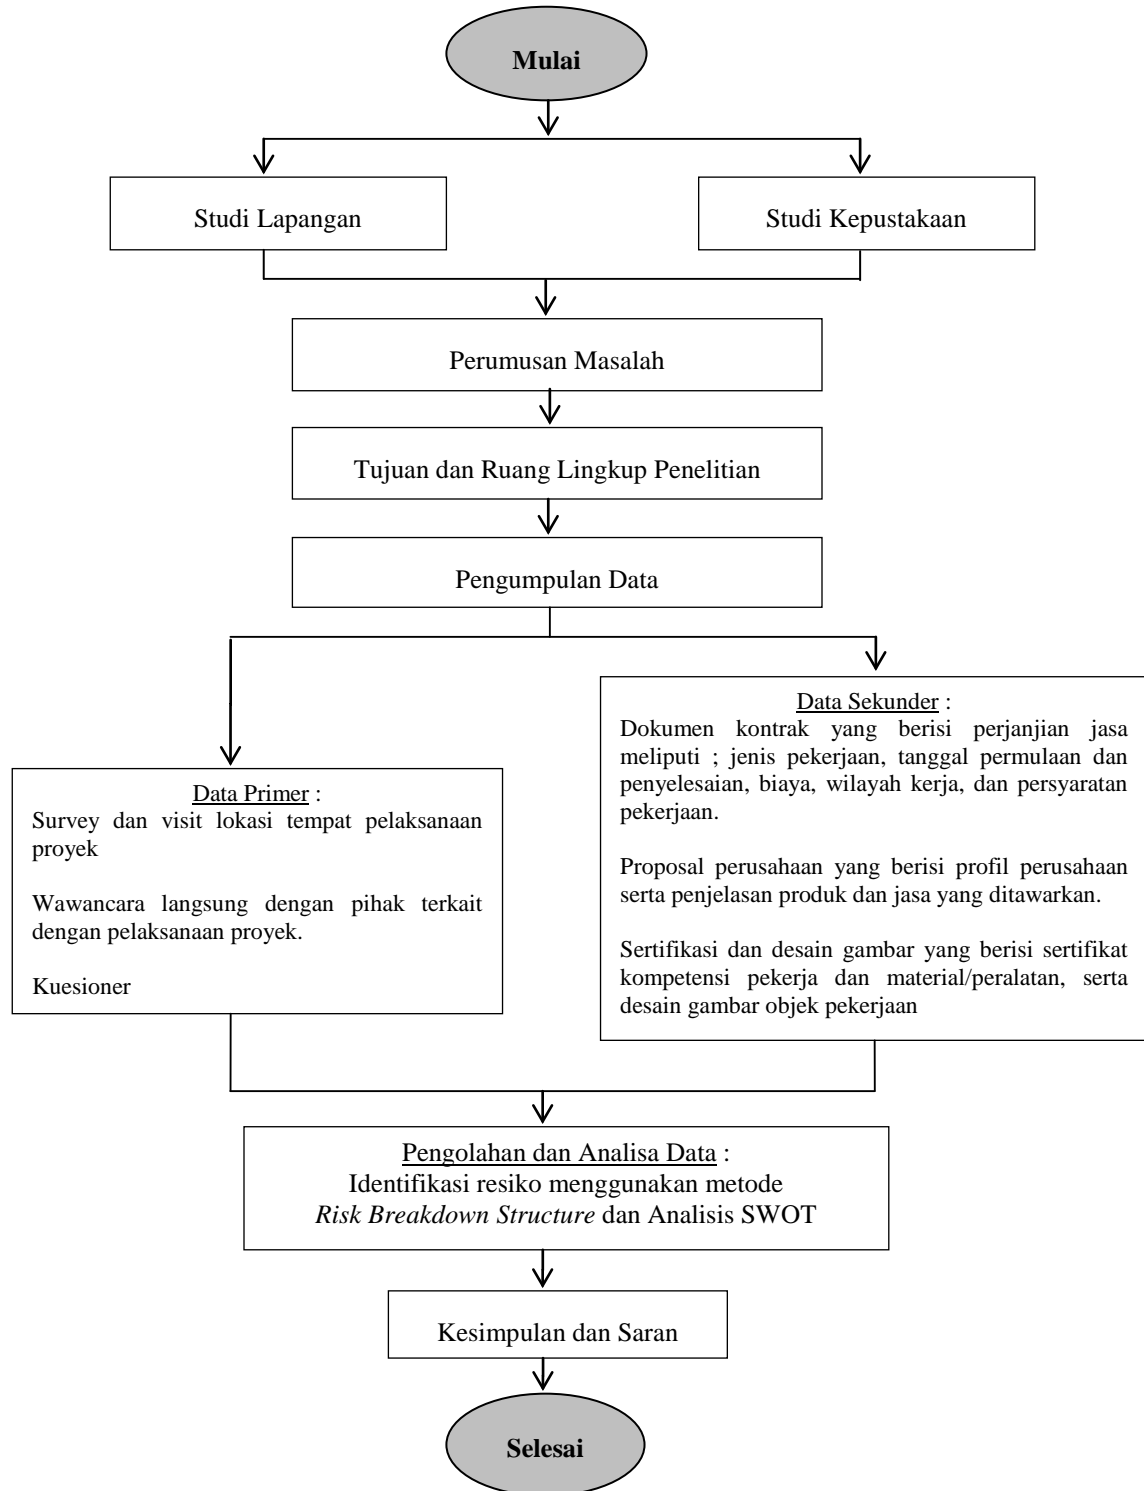 Mulai
Studi Lapangan
Studi Kepustakaan
Perumusan Masalah
Tujuan dan Ruang Lingkup Penelitian
Pengumpulan Data
Data Primer :
Survey dan visit lokasi tempat pelaksanaan
proyek
Wawancara langsung dengan pihak terkait
dengan pelaksanaan proyek.
Kuesioner
Data Sekunder :
Dokumen kontrak yang berisi perjanjian jasa
meliputi ; jenis pekerjaan, tanggal permulaan dan
penyelesaian, biaya, wilayah kerja, dan persyaratan
pekerjaan.
Proposal perusahaan yang berisi profil perusahaan
serta penjelasan produk dan jasa yang ditawarkan.
Sertifikasi dan desain gambar yang berisi sertifikat
kompetensi pekerja dan material/peralatan, serta
desain gambar objek pekerjaan
Pengolahan dan Analisa Data :
Identifikasi resiko menggunakan metode
Risk Breakdown Structure dan Analisis SWOT
Kesimpulan dan Saran
Selesai